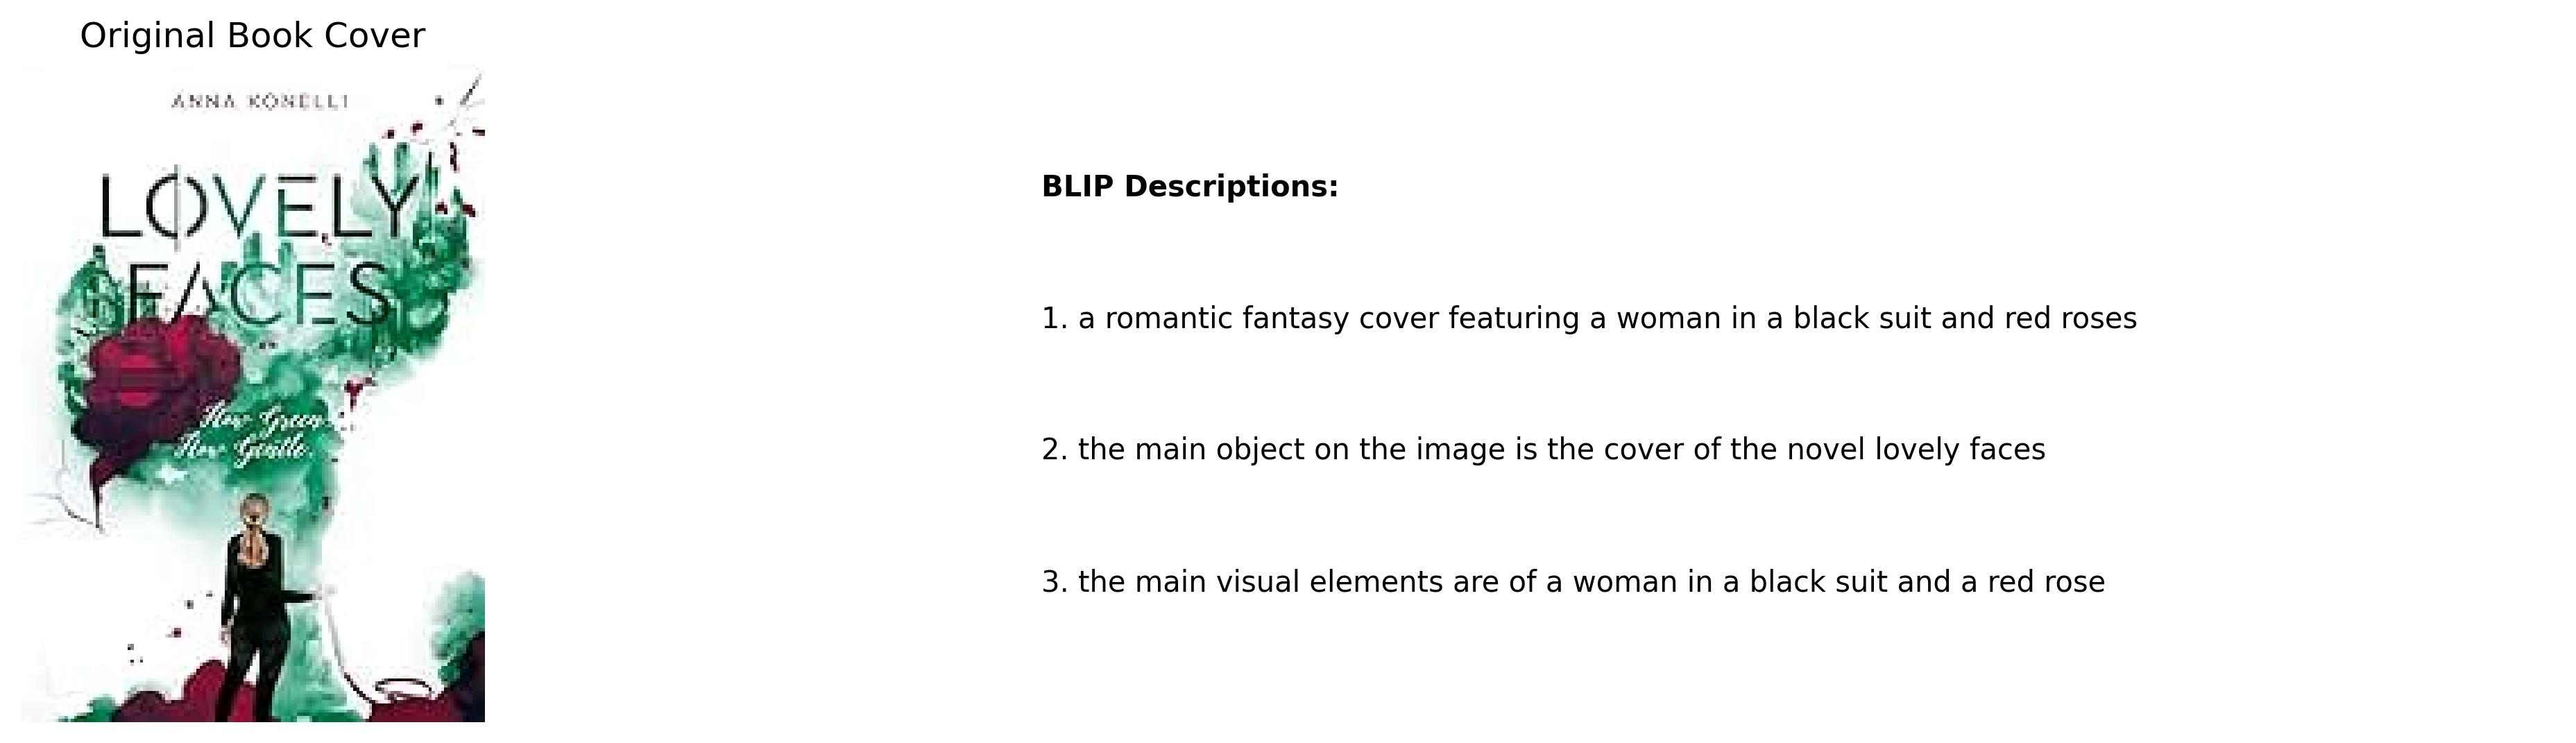 Original Book Cover
ANNA KONELLI
LOVELY
FACES
How Green.
How Gentle.
BLIP Descriptions:
1. a romantic fantasy cover featuring a woman in a black suit and red roses
2. the main object on the image is the cover of the novel lovely faces
3. the main visual elements are of a woman in a black suit and a red rose